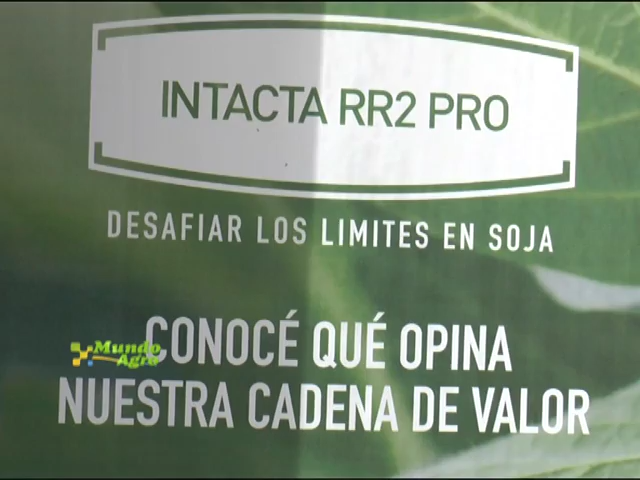 INTACTA RR2 PRO
DESAFIAR LOS LIMITES EN SOJA
CONOCÉ QUÉ OPINA
Mundo
Agro
NUESTRA CADENA DE VALOR